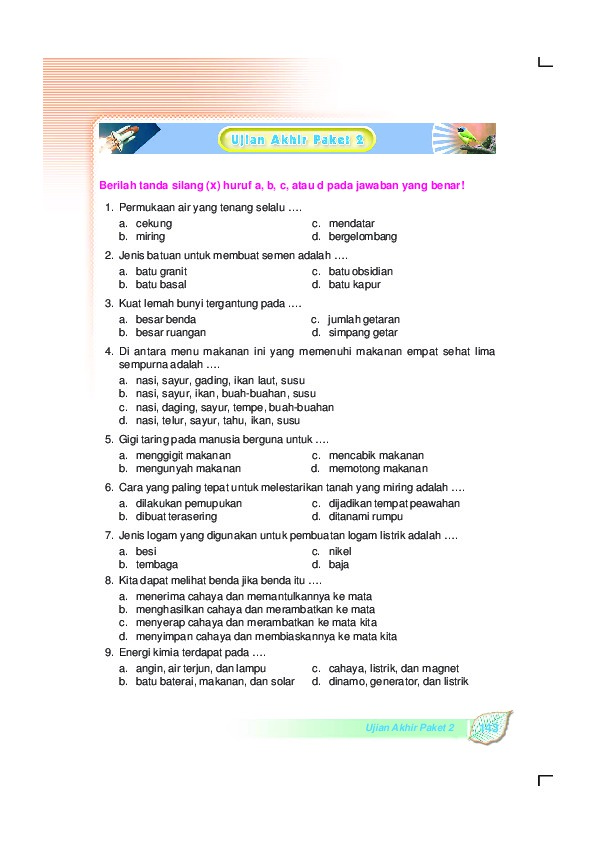 Ujian Akhir Paket 2
Berilah tanda silang (x) huruf a, b, c, atau d pada jawaban yang benar!
1. Permukaan air yang tenang selalu ….
a. cekung c. mendatar
b. miring d. bergelombang
2. Jenis batuan untuk membuat semen adalah ….
a. batu granit c. batu obsidian
b. batu basal d. batu kapur
3. Kuat lemah bunyi tergantung pada ….
a. besar benda c. jumlah getaran
b. besar ruangan d. simpang getar
4. Di antara menu makanan ini yang memenuhi makanan empat sehat lima
sempurna adalah ….
a. nasi, sayur, gading, ikan laut, susu
b. nasi, sayur, ikan, buah-buahan, susu
c. nasi, daging, sayur, tempe, buah-buahan
d. nasi, telur, sayur, tahu, ikan, susu
5. Gigi taring pada manusia berguna untuk ….
a. menggigit makanan c. mencabik makanan
b. mengunyah makanan d. memotong makanan
6. Cara yang paling tepat untuk melestarikan tanah yang miring adalah ….
a. dilakukan pemupukan c. dijadikan tempat peawahan
b. dibuat terasering d. ditanami rumpu
7. Jenis logam yang digunakan untuk pembuatan logam listrik adalah ….
a. besi c. nikel
b. tembaga d. baja
8. Kita dapat melihat benda jika benda itu ….
a. menerima cahaya dan memantulkannya ke mata
b. menghasilkan cahaya dan merambatkan ke mata
c. menyerap cahaya dan merambatkan ke mata kita
d. menyimpan cahaya dan membiaskannya ke mata kita
9. Energi kimia terdapat pada ….
a. angin, air terjun, dan lampu c. cahaya, listrik, dan magnet
b. batu baterai, makanan, dan solar d. dinamo, generator, dan listrik
Ujian Akhir Paket 2 143